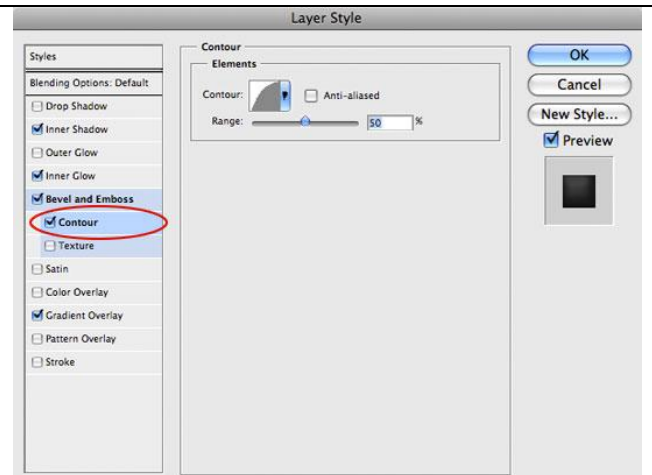 Layer Style
Styles
Blending Options: Default
Drop Shadow
Inner Shadow
Outer Glow
Inner Glow
Bevel and Emboss
Contour
Texture
Satin
Color Overlay
Gradient Overlay
Pattern Overlay
Stroke
Contour
Elements
Contour:
Anti-aliased
Range:
50
%
OK
Cancel
New Style...
Preview